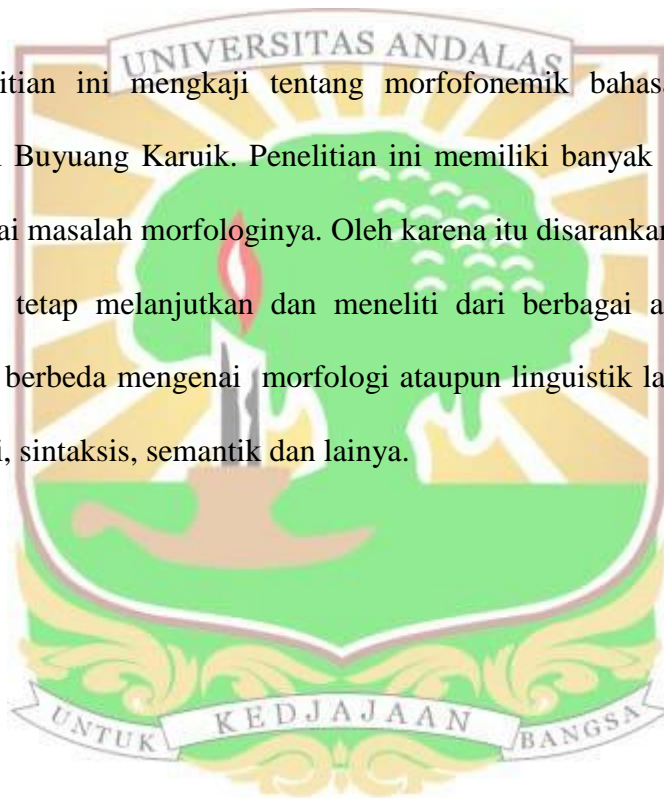 UNIVERSITAS ANDALAS
itian ini mengkaji tentang morfofonemik bahasa
Buyuang Karuik. Penelitian ini memiliki banyak
ai masalah morfologinya. Oleh karena itu disarankan
tetap melanjutkan dan meneliti dari berbagai a
berbeda mengenai morfologi ataupun linguistik la
i, sintaksis, semantik dan lainya.
UNTUK KEDJAJAAN BANGSA